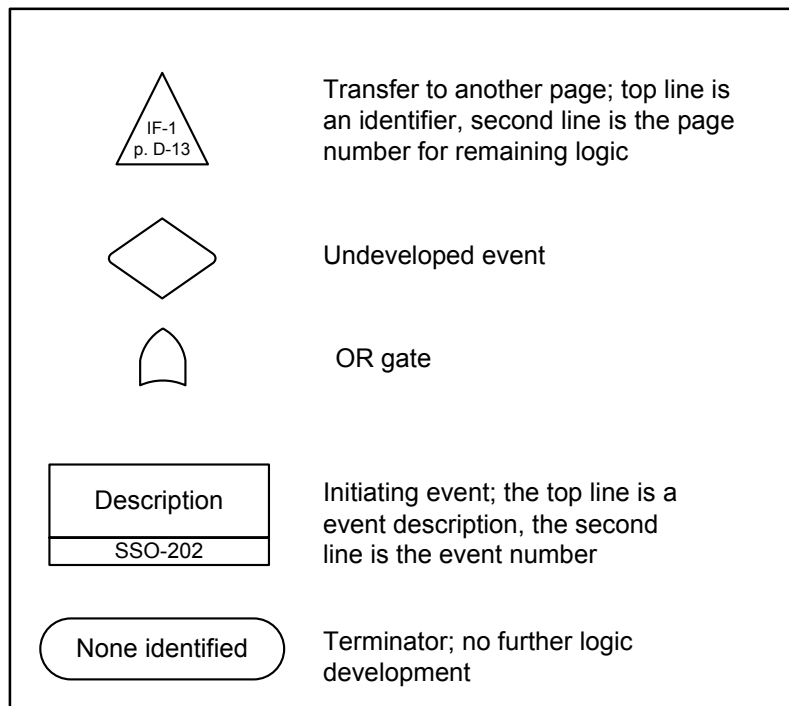 IF-1
p. D-13
Transfer to another page; top line is
an identifier, second line is the page
number for remaining logic
Undeveloped event
OR gate
Description
SSO-202
Initiating event; the top line is a
event description, the second
line is the event number
None identified
Terminator; no further logic
development